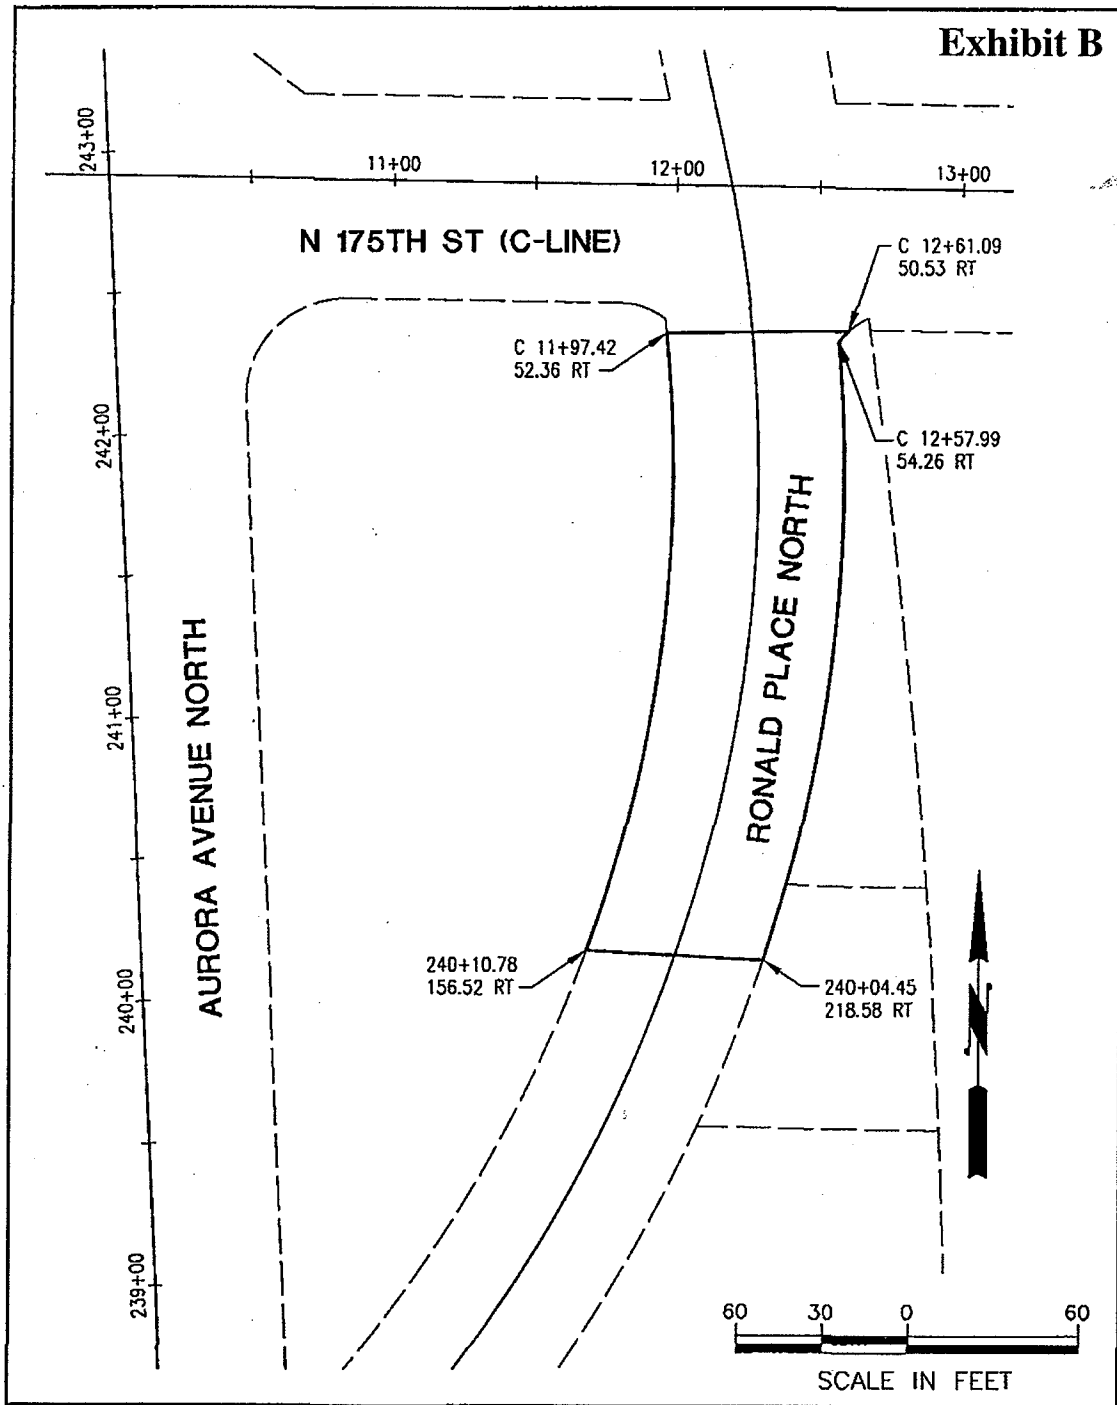 Exhibit B
243+00
11+00
12+00
13+00
N 175TH ST (C-LINE)
C 12+61.09
50.53 RT
C 11+97.42
52.36 RT
C 12+57.99
54.26 RT
242+00
RONALD PLACE NORTH
241+00
AURORA AVENUE NORTH
240+10.78
156.52 RT
240+04.45
218.58 RT
240+00
N
239+00
60 30 0 60
SCALE IN FEET